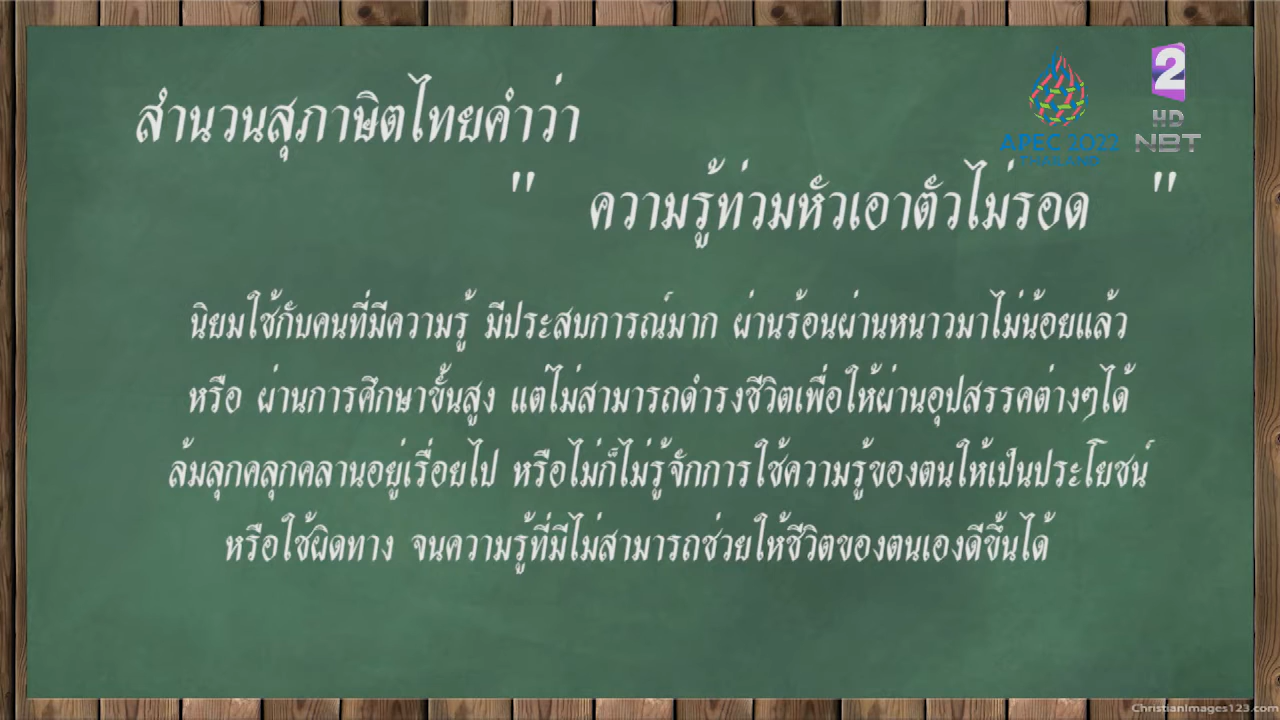 สำนวนสุภาษิตไทยคำว่า
" ความรู้ท่วมหัวเอาตัวไม่รอด "
นิยมใช้กับคนที่มีความรู้ มีประสบการณ์มาก ผ่านร้อนผ่านหนาวมาไม่น้อยแล้ว
หรือ ผ่านการศึกษาขั้นสูง แต่ไม่สามารถดำรงชีวิตเพื่อให้ผ่านอุปสรรคต่างๆได้
ล้มลุกคลุกคลานอยู่เรื่อยไป หรือไม่ก็ไม่รู้จักการใช้ความรู้ของตนให้เป็นประโยชน์
หรือใช้ผิดทาง จนความรู้ที่มีไม่สามารถช่วยให้ชีวิตของตนเองดีขึ้นได้
APEC 2022
THAILAND
2
HD
NBT
ChristianImages123.com